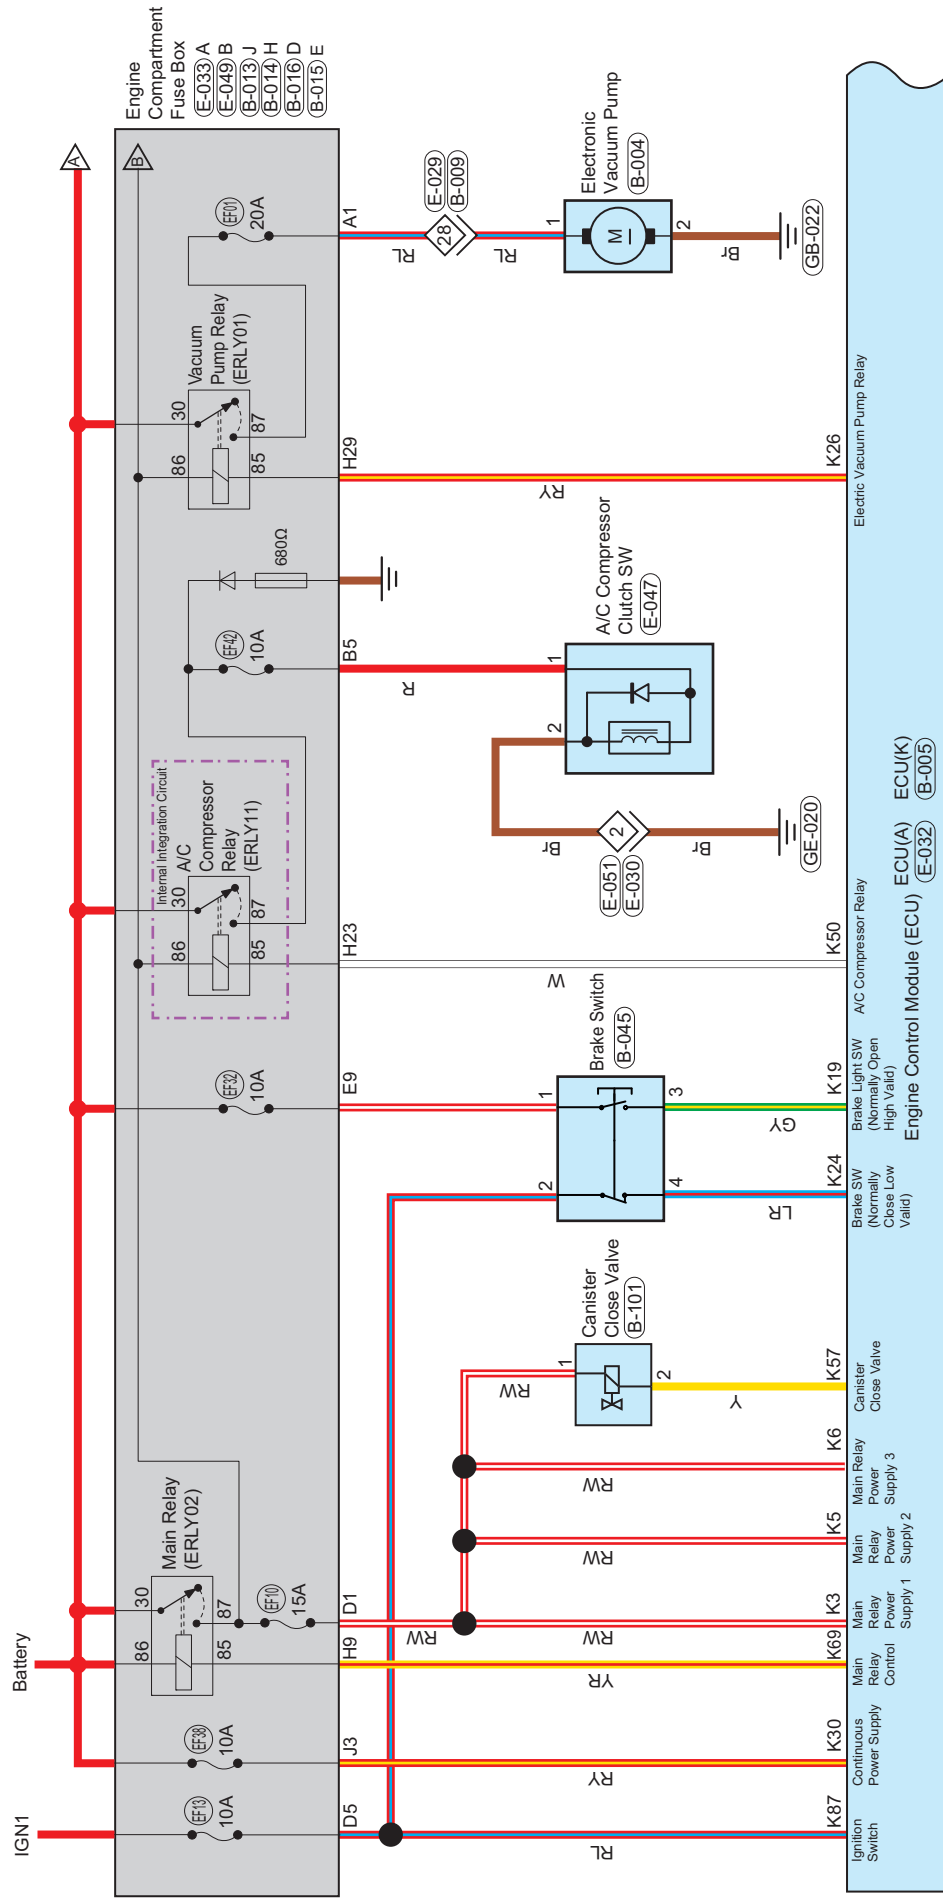 IGN1
Battery
A
B
Engine
Compartment
Fuse Box
E-033 A
E-049 B
B-013 J
B-014 H
B-016 D
B-015 E
EF13
10A
EF38
10A
Main Relay
(ERLY02)
86
30
85
87
EF10
15A
EF32
10A
Internal Integration Circuit
A/C
Compressor
Relay
(ERLY11)
86
30
85
87
EF42
10A
680Ω
Vacuum
Pump Relay
(ERLY01)
86
30
85
87
EF01
20A
D5
J3
H9
D1
E9
H23
B5
H29
A1
RW
RL
28
E-029
B-009
RL
Electronic
Vacuum Pump
B-004
1
M
2
Br
GB-022
R
A/C Compressor
Clutch SW
E-047
2
1
Br
2
E-051
E-030
Br
GE-020
W
RY
Brake Switch
B-045
2
1
4
3
LR
GY
Canister
Close Valve
B-101
RW
1
2
Y
RL
RY
YR
RW
RW
RW
K87
K30
K69
K3
K5
K6
K57
K24
K19
K50
K26
Ignition
Switch
Continuous
Power Supply
Main
Relay
Control
Main
Relay
Power
Supply 1
Main
Relay
Power
Supply 2
Main Relay
Power
Supply 3
Canister
Close Valve
Brake SW
(Normally
Close Low
Valid)
Brake Light SW
(Normally Open
High Valid)
A/C Compressor Relay
Electric Vacuum Pump Relay
Engine Control Module (ECU)
ECU(A)
E-032
ECU(K)
B-005